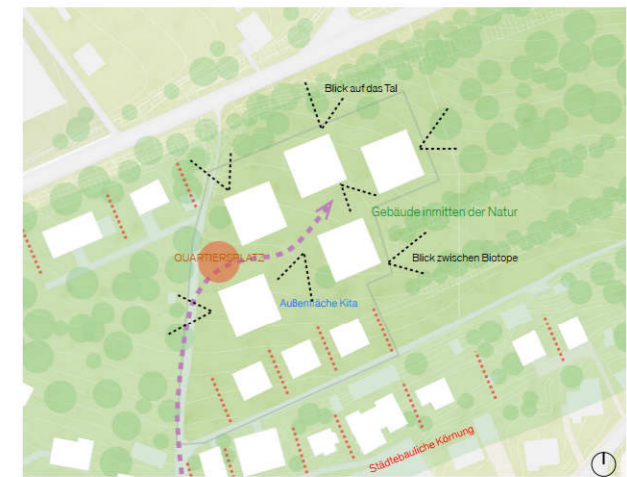 Blick auf das Tal
Gebäude inmitten der Natur
QUARTIERSPLATZ
Blick zwischen Biotope
Außenfläche Kita
Städtebauliche Körnung